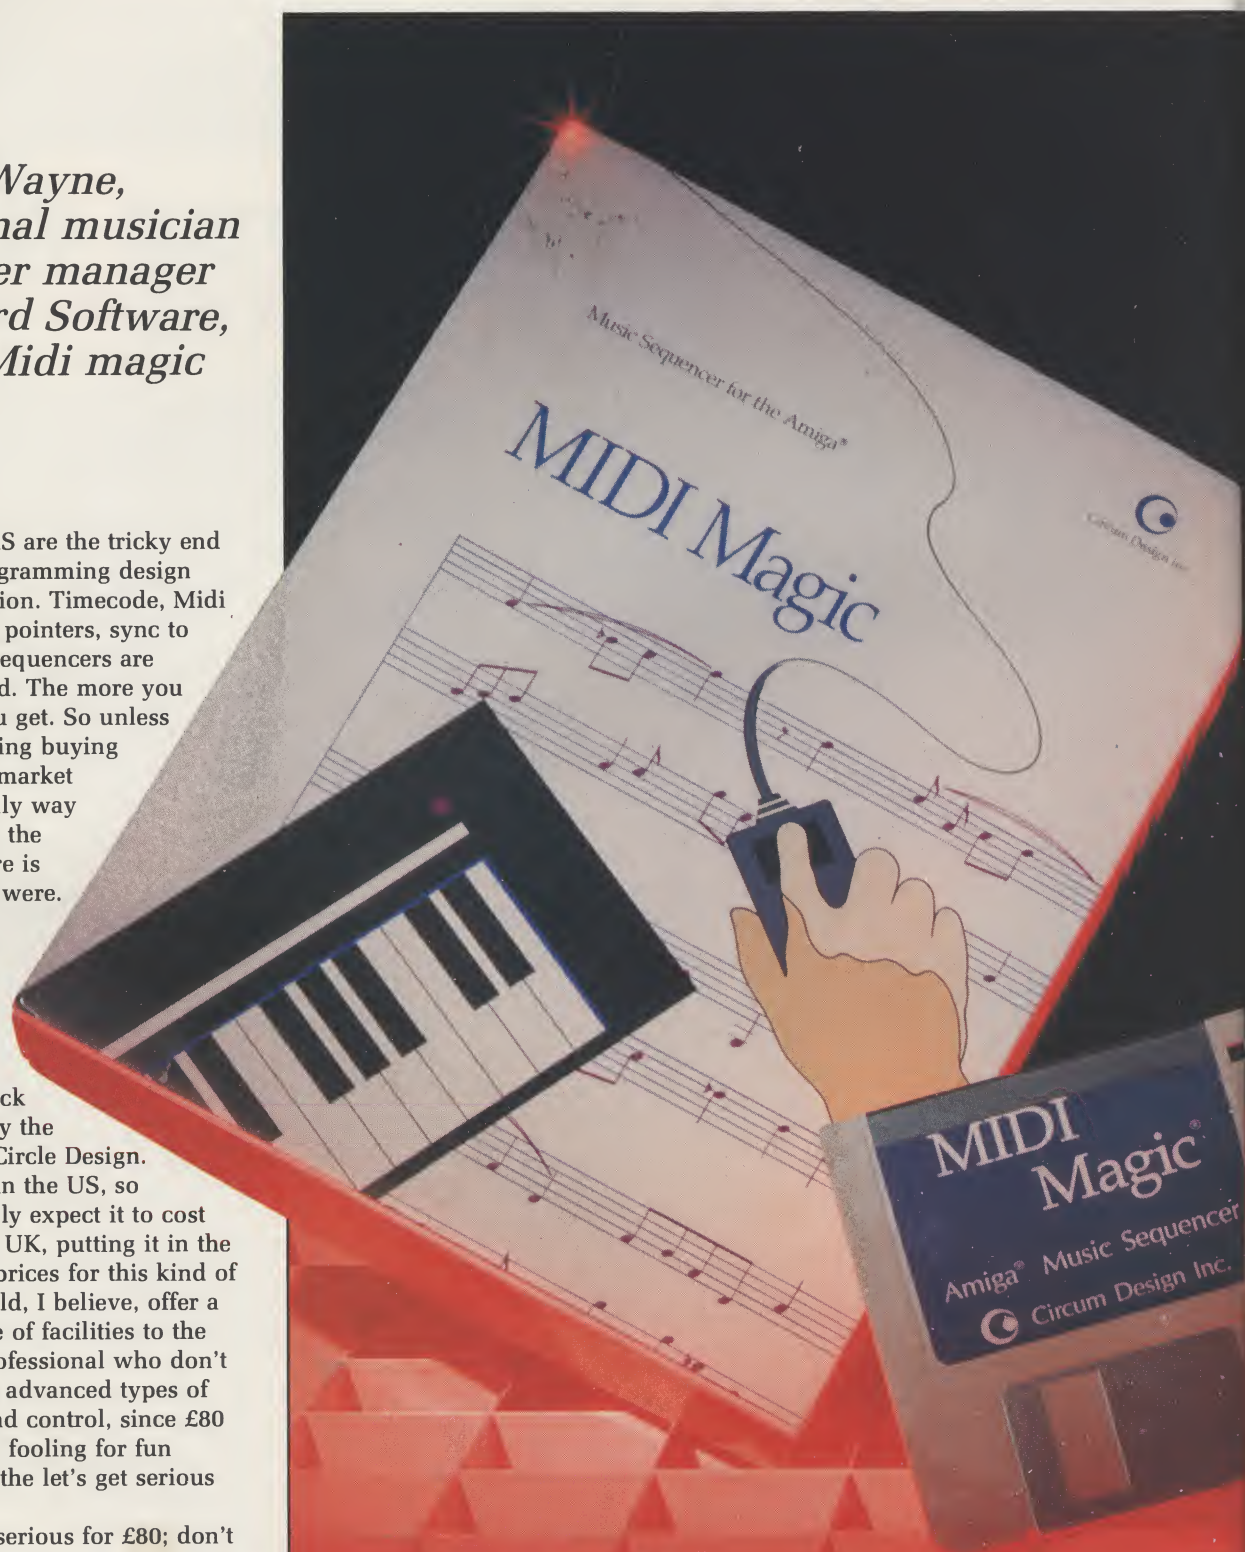 Wayne,
nal musician
er manager
rd Software,
Midi magic
S are the tricky end
gramming design
ion. Timecode, Midi
pointers, sync to
equencers are
d. The more you
u get. So unless
ing buying
market
ly way
the
re is
were.
ck
y the
Circle Design.
n the US, so
ly expect it to cost
UK, putting it in the
prices for this kind of
ld, I believe, offer a
e of facilities to the
ofessional who don't
advanced types of
nd control, since £80
fooling for fun
the let's get serious
serious for £80; don't
Music Sequencer for the Amiga®
MIDI Magic
Circum Design Inc.
MIDI
Magic®
Amiga® Music Sequencer
Circum Design Inc.